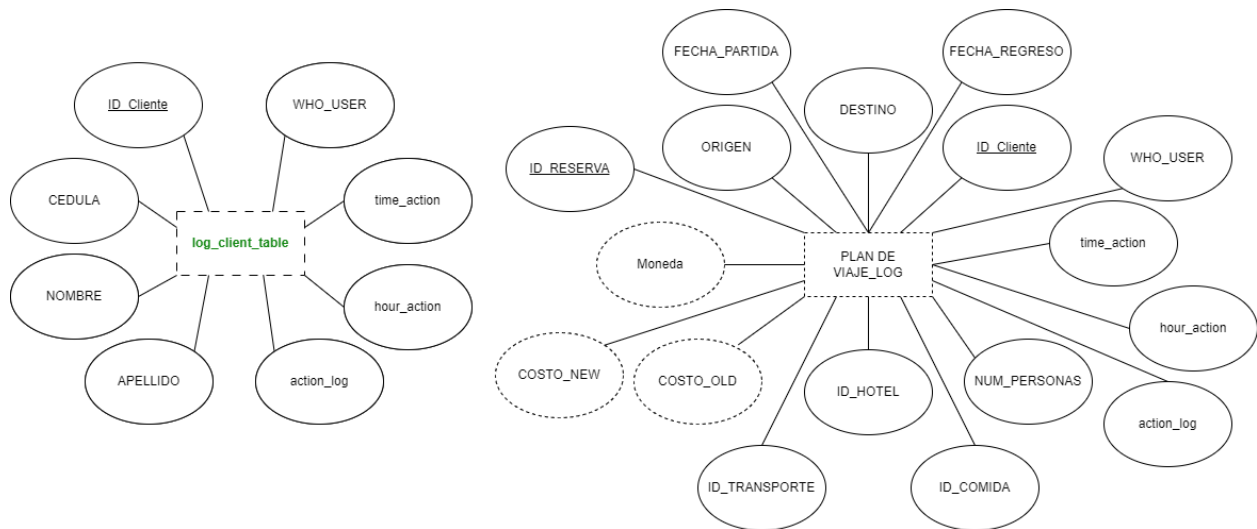 ID_Cliente
WHO_USER
CEDULA
time_action
log_client_table
NOMBRE
hour_action
APELLIDO
action_log
FECHA_PARTIDA
FECHA_REGRESO
DESTINO
ORIGEN
ID_Cliente
ID_RESERVA
WHO_USER
time_action
Moneda
PLAN DE
VIAJE_LOG
hour_action
COSTO_NEW
COSTO_OLD
ID_HOTEL
NUM_PERSONAS
action_log
ID_TRANSPORTE
ID_COMIDA